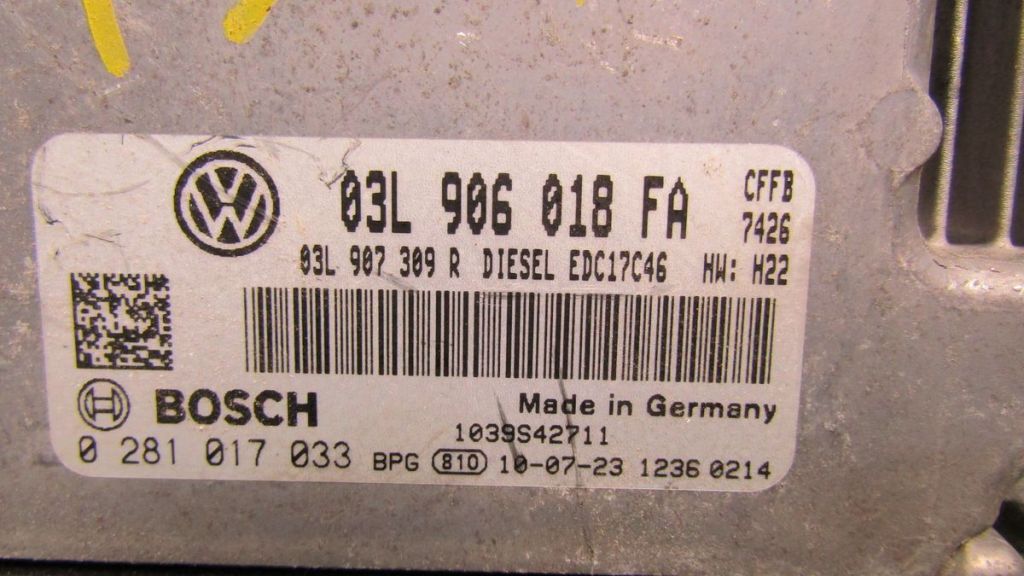 03L 906 018 FA
CFFB
7426
03L 907 309 R DIESEL EDC17C46 HW: H22
BOSCH
Made in Germany
1039S42711
0 281 017 033 BPG 810 10-07-23 1236 0214